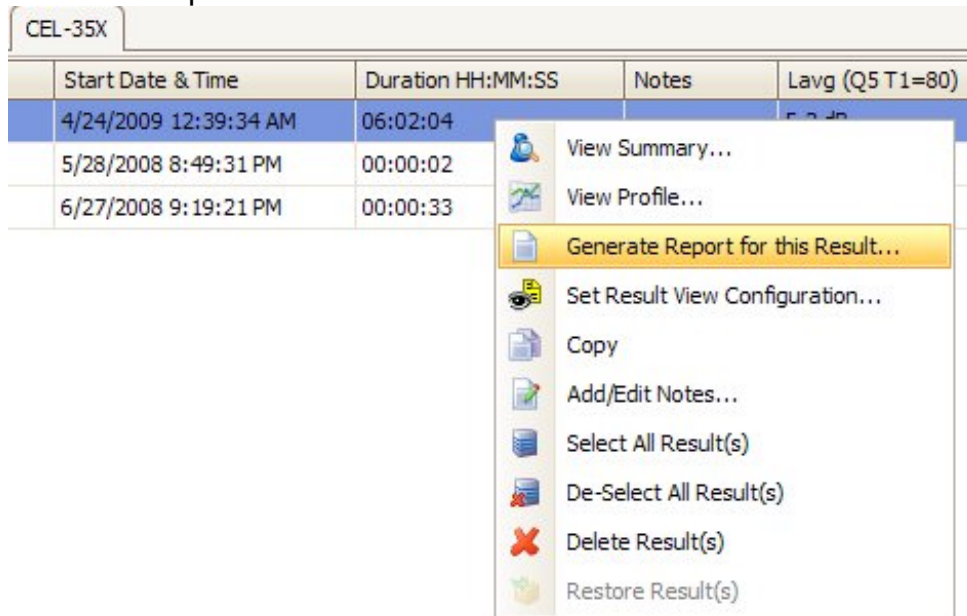 CEL-35X
Start Date & Time Duration HH:MM:SS Notes Lavg (Q5 T1=80)
4/24/2009 12:39:34 AM 06:02:04
5/28/2008 8:49:31 PM 00:00:02
6/27/2008 9:19:21 PM 00:00:33
View Summary...
View Profile...
Generate Report for this Result...
Set Result View Configuration...
Copy
Add/Edit Notes...
Select All Result(s)
De-Select All Result(s)
Delete Result(s)
Restore Result(s)